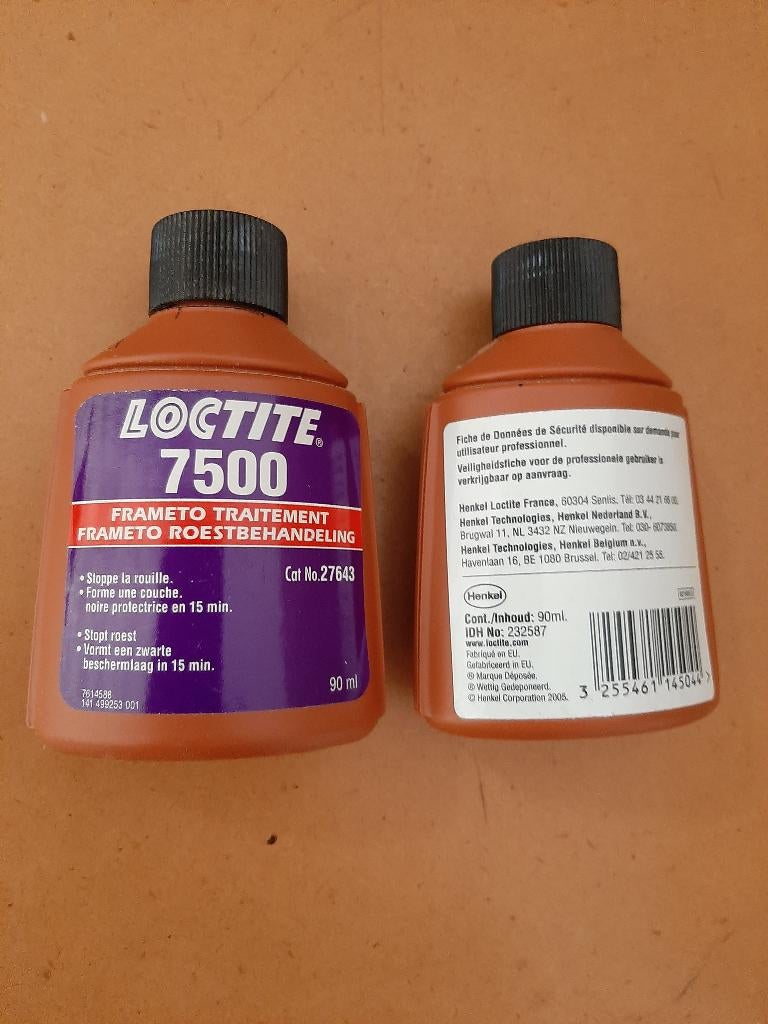 LOCTITE®
7500
FRAMETO TRAITEMENT
FRAMETO ROESTBEHANDELING
Cat No.27643
• Stoppe la rouille.
• Forme une couche.
noire protectrice en 15 min.
• Stopt roest
• Vormt een zwarte
beschermlaag in 15 min.
90 ml
7614586
141 499253 001
Fiche de Données de Sécurité disponible sur demande pour
utilisateur professionnel.
Veiligheidsfiche voor de professionele gebruiker is
verkrijgbaar op aanvraag.
Henkel Loctite France, 60304 Senlis. Tél: 03 44 21 66 00.
Henkel Technologies, Henkel Nederland B.V.,
Brugwal 11, NL 3432 NZ Nieuwegein. Tel: 030-
Henkel Technologies, Henkel Belgium n.v.,
Havenlaan 16, BE 1080 Brussel. Tel: 02/421 25 55.
Henkel
Cont./Inhoud: 90ml.
IDH No: 232587
www.loctite.com
Fabriqué en EU.
Gefabriceerd in EU.
® Marque Déposée.
® Wettig Gedeponeerd.
© Henkel Corporation 2005.
3 255461 145044 >